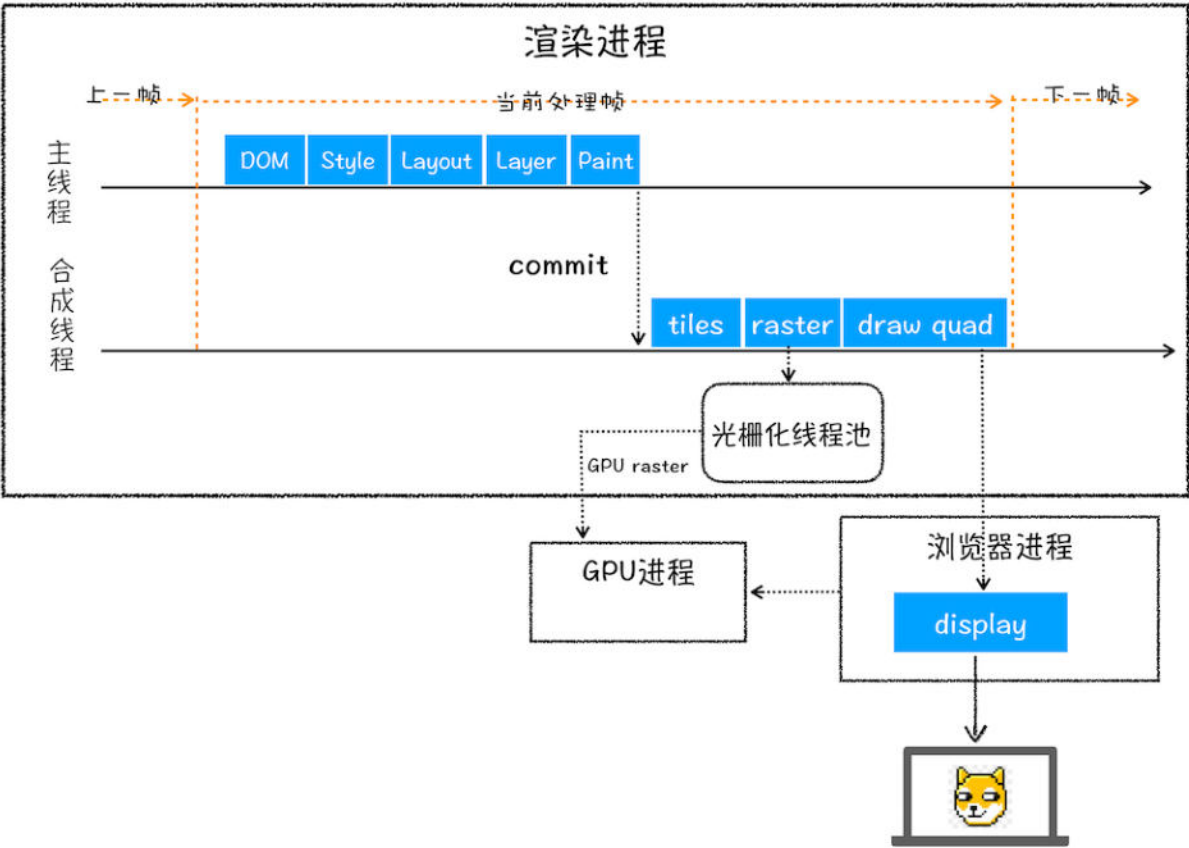 渲染进程
上一帧
当前处理帧
下一帧
主线程
DOM
Style
Layout
Layer
Paint
commit
合成线程
tiles
raster
draw quad
光栅化线程池
GPU raster
GPU进程
浏览器进程
display